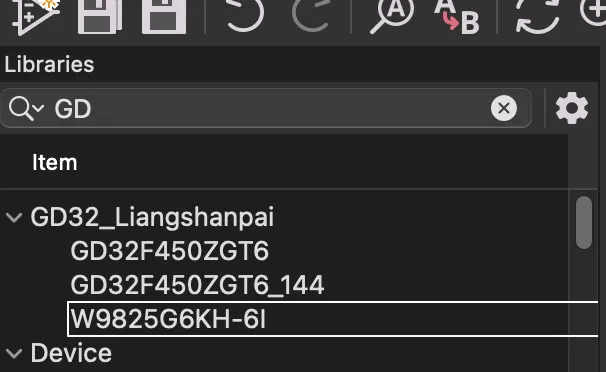 A
A
B
Libraries
GD
Item
GD32_Liangshanpai
GD32F450ZGT6
GD32F450ZGT6_144
W9825G6KH-6I
Device